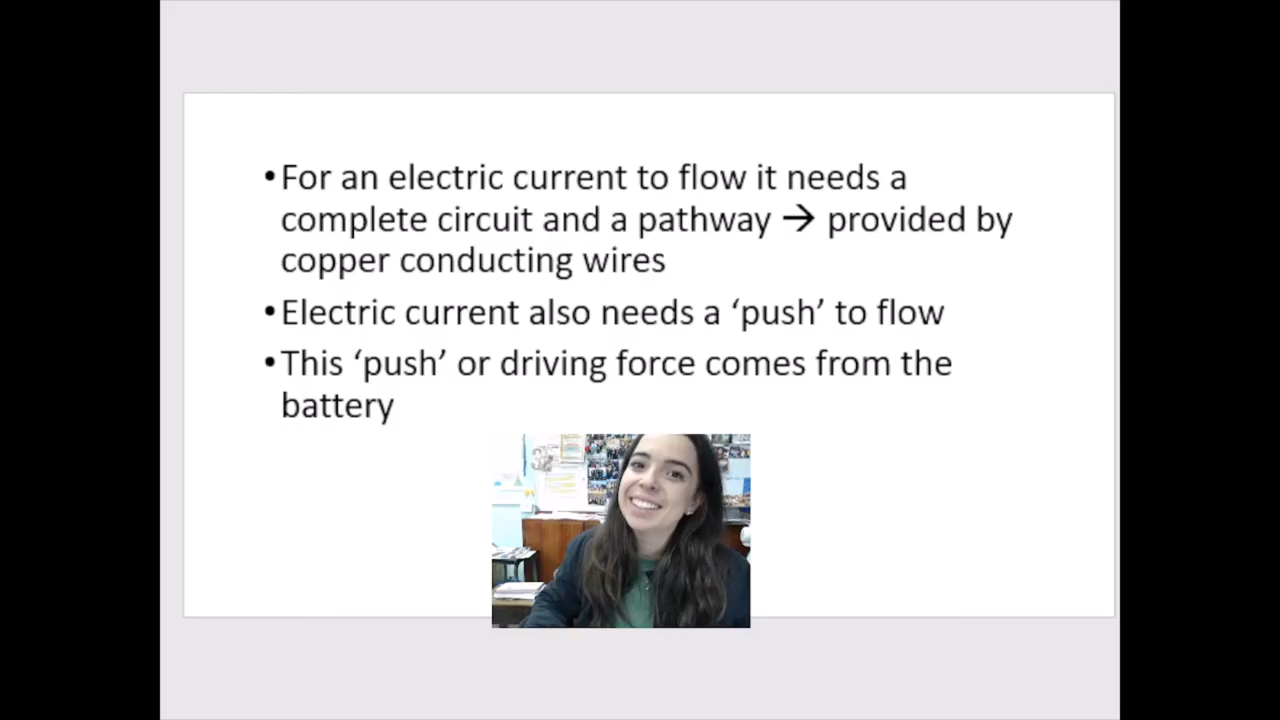 •For an electric current to flow it needs a
complete circuit and a pathway → provided by
copper conducting wires
•Electric current also needs a ‘push’ to flow
•This ‘push’ or driving force comes from the
battery